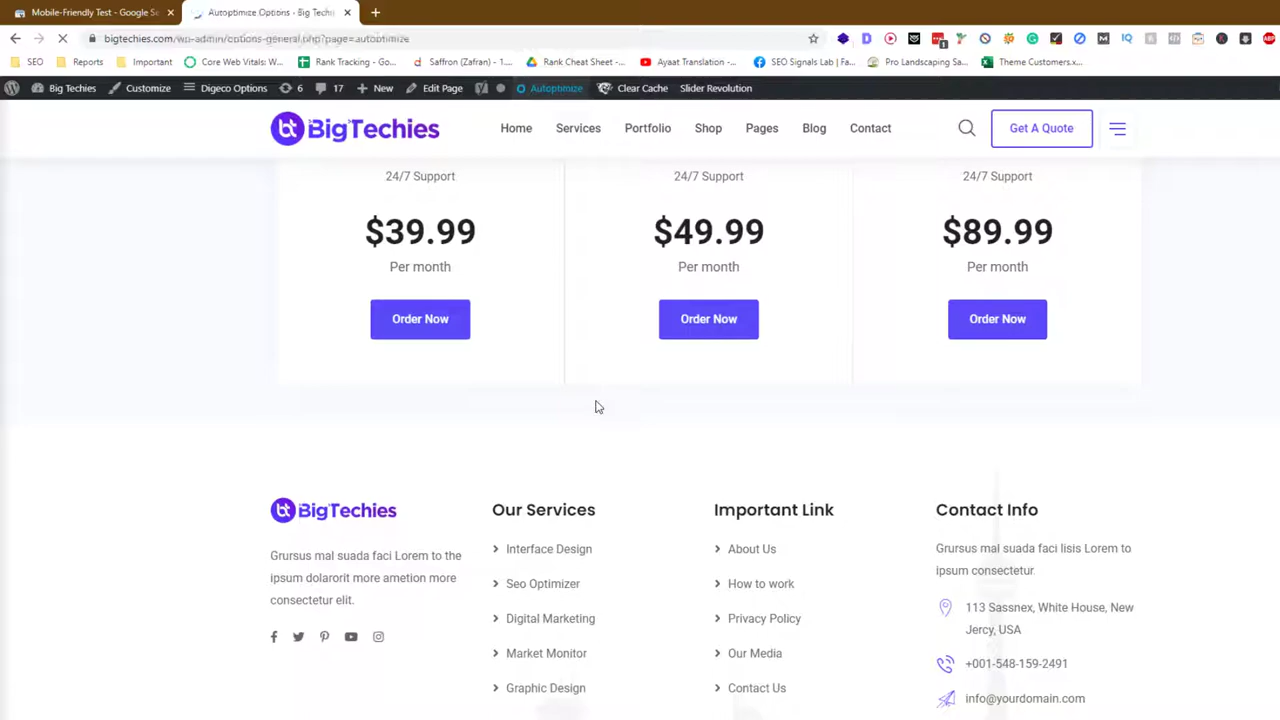 Mobile-Friendly Test - Google Se
Autoptimize Options ‹ Big Techi
bigtechies.com/wp-admin/options-general.php?page=autoptimize
SEO Reports Important Core Web Vitals: W... Rank Tracking - Go... Saffron (Zafran) - 1.... Rank Cheat Sheet -... Ayaat Translation -... SEO Signals Lab | Fa... Pro Landscaping Sa... Theme Customers.x...
Big Techies Customize Digeco Options 6 17 New Edit Page Autoptimize Clear Cache Slider Revolution
BigTechies Home Services Portfolio Shop Pages Blog Contact Get A Quote
24/7 Support 24/7 Support 24/7 Support
$39.99 $49.99 $89.99
Per month Per month Per month
Order Now Order Now Order Now
BigTechies
Grursus mal suada faci Lorem to the
ipsum dolarorit more ametion more
consectetur elit.
Our Services
Interface Design
Seo Optimizer
Digital Marketing
Market Monitor
Graphic Design
Important Link
About Us
How to work
Privacy Policy
Our Media
Contact Us
Contact Info
Grursus mal suada faci lisis Lorem to
ipsum consectetur.
113 Sassnex, White House, New
Jercy, USA
+001-548-159-2491
info@yourdomain.com